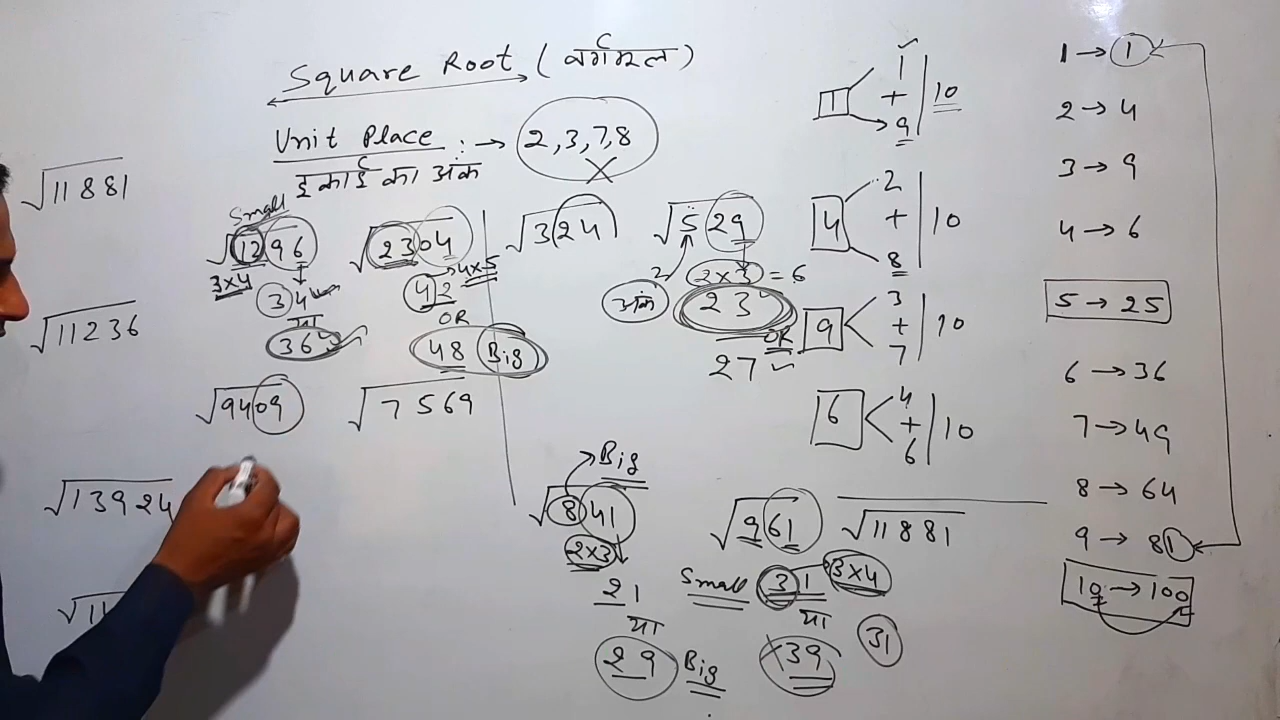 Square Root (वर्गमूल)
Unit Place :→ 2,3,7,8 X
इकाई का अंक
√11881
√11236
√13924
Small
√1296
3×4
34
या
36
√2304
4×5
42
OR
48 Big
√324
√529
2 2×3 = 6
अंक 23
OR
27
√9409
√7569
Big
√841
2×3
21
या
29 Big
√961
Small 31 3×4
या
X 39 31
√11881
1
1 + 9 | 10
4
2 + 8 | 10
9
3 + 7 | 10
6
4 + 6 | 10
1 → 1
2 → 4
3 → 9
4 → 6
5 → 25
6 → 36
7 → 49
8 → 64
9 → 81
10 → 100